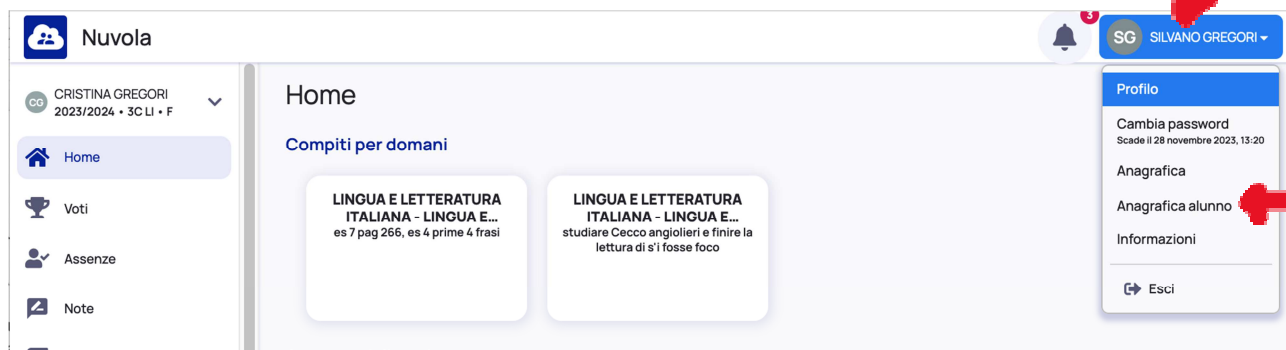 Nuvola
3
SG SILVANO GREGORI
CG CRISTINA GREGORI
2023/2024 • 3C LI • F
Home
Voti
Assenze
Note
Home
Compiti per domani
LINGUA E LETTERATURA
ITALIANA - LINGUA E...
es 7 pag 266, es 4 prime 4 frasi
LINGUA E LETTERATURA
ITALIANA - LINGUA E...
studiare Cecco angiolieri e finire la
lettura di s'i fosse foco
Profilo
Cambia password
Scade il 28 novembre 2023, 13:20
Anagrafica
Anagrafica alunno
Informazioni
Esci